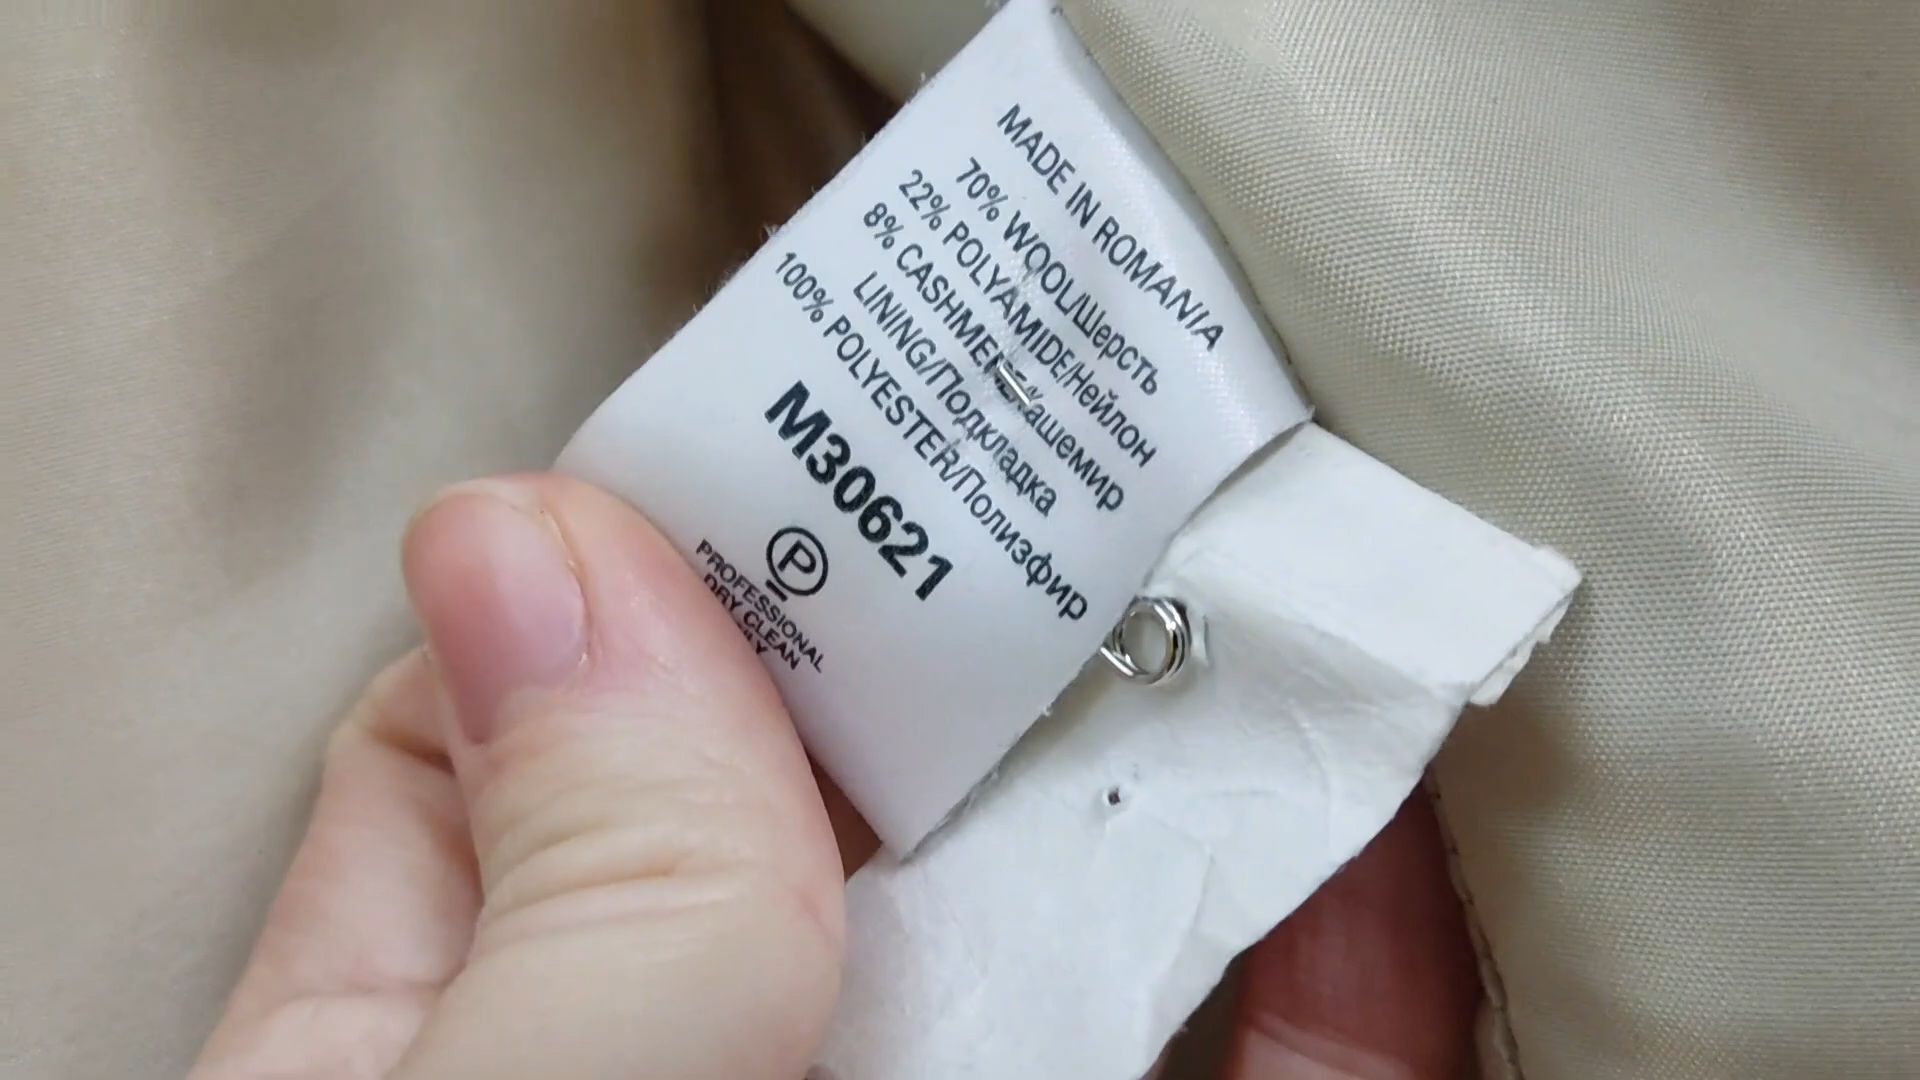 MADE IN ROMANIA
70% WOOL/Шерсть
22% POLYAMIDE/Нейлон
8% CASHMERE/Кашемир
LINING/Подкладка
100% POLYESTER/Полизфир
M30621
P
PROFESSIONAL
DRY CLEAN